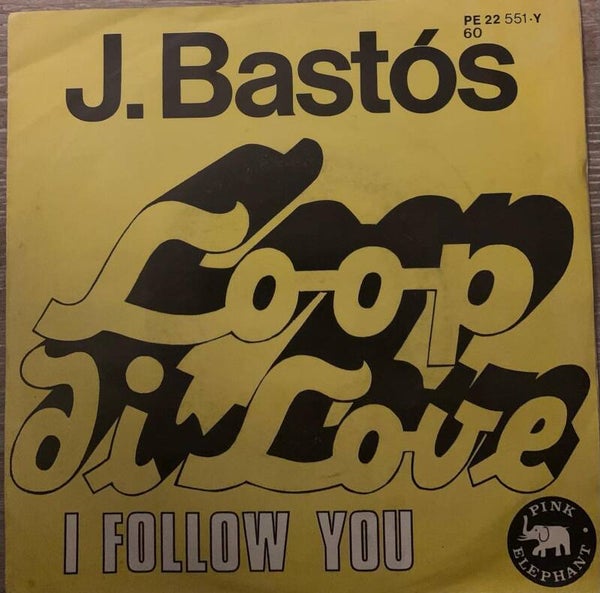 PE 22 551-Y
60
J. Bastós
Loop
di Love
I FOLLOW YOU
PINK
ELEPHANT